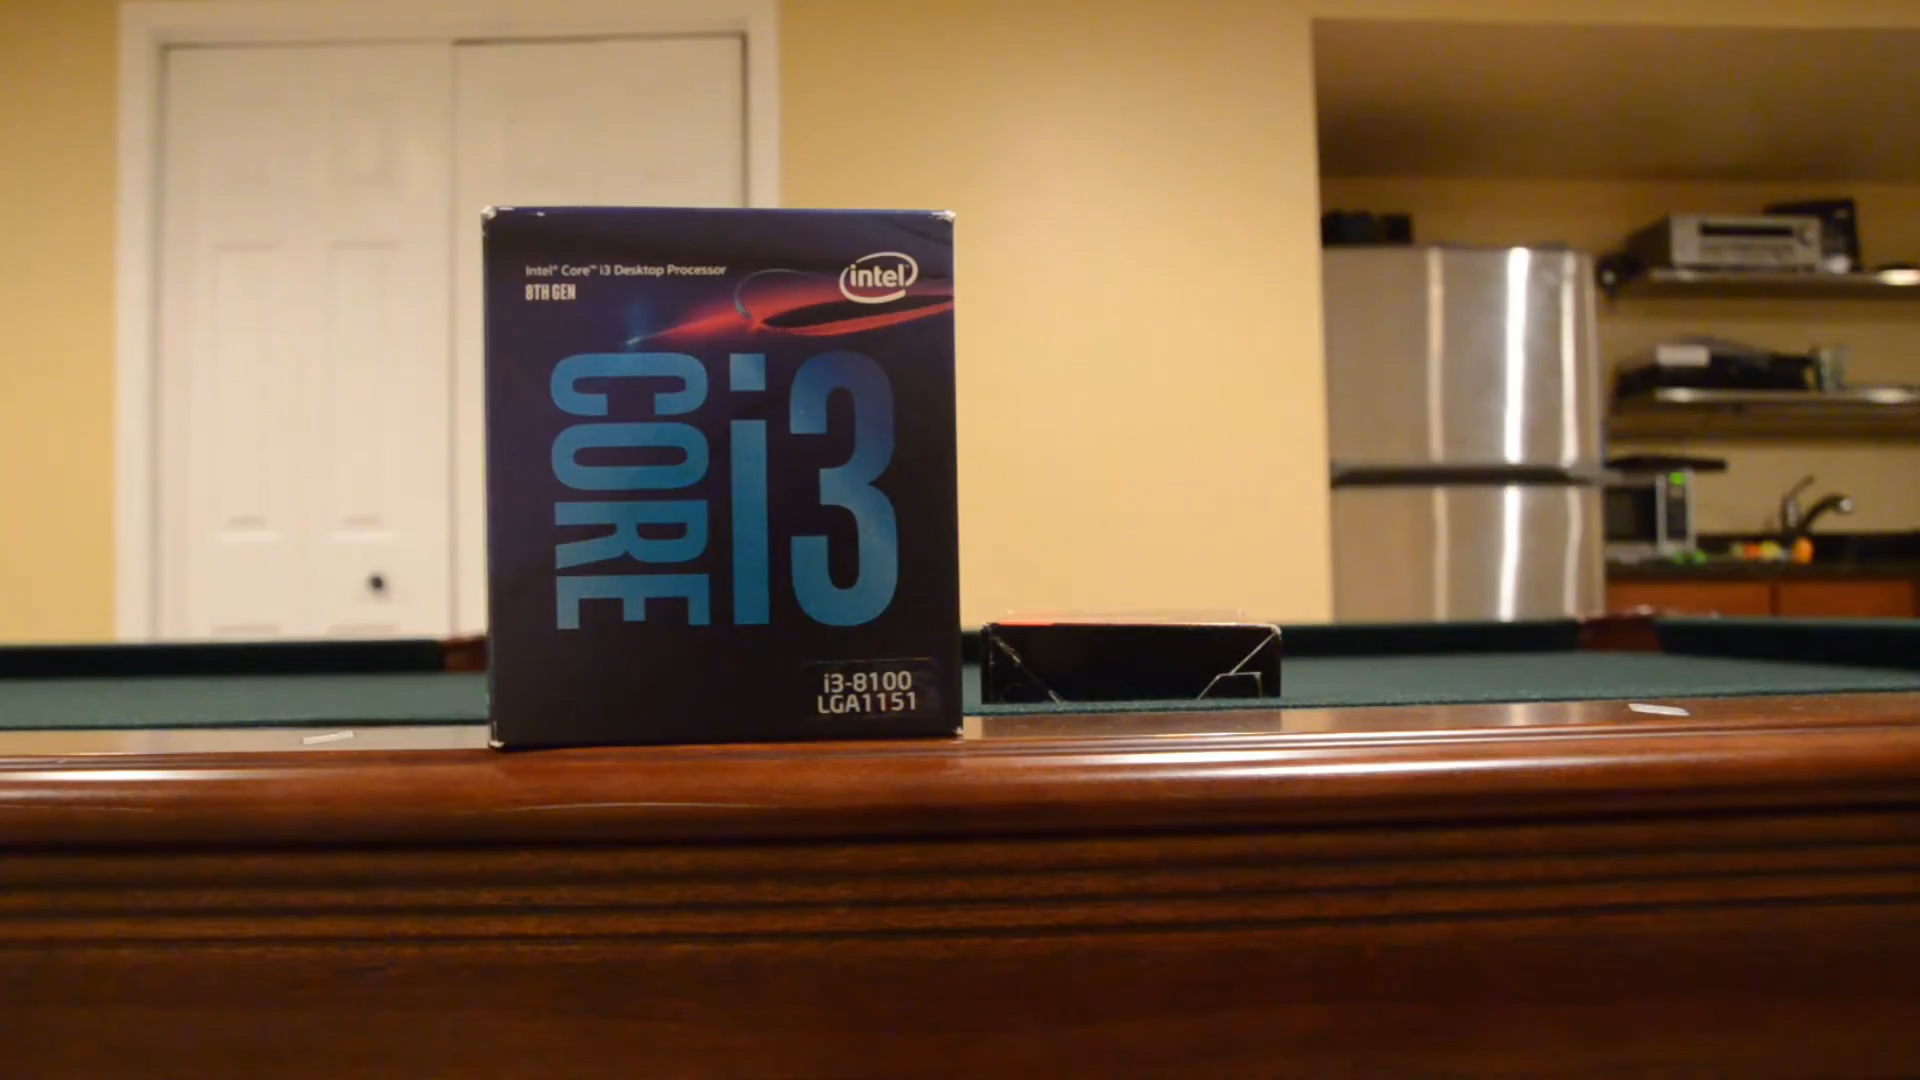 Intel® Core™ i3 Desktop Processor
8TH GEN
intel
CORE i3
i3-8100
LGA1151